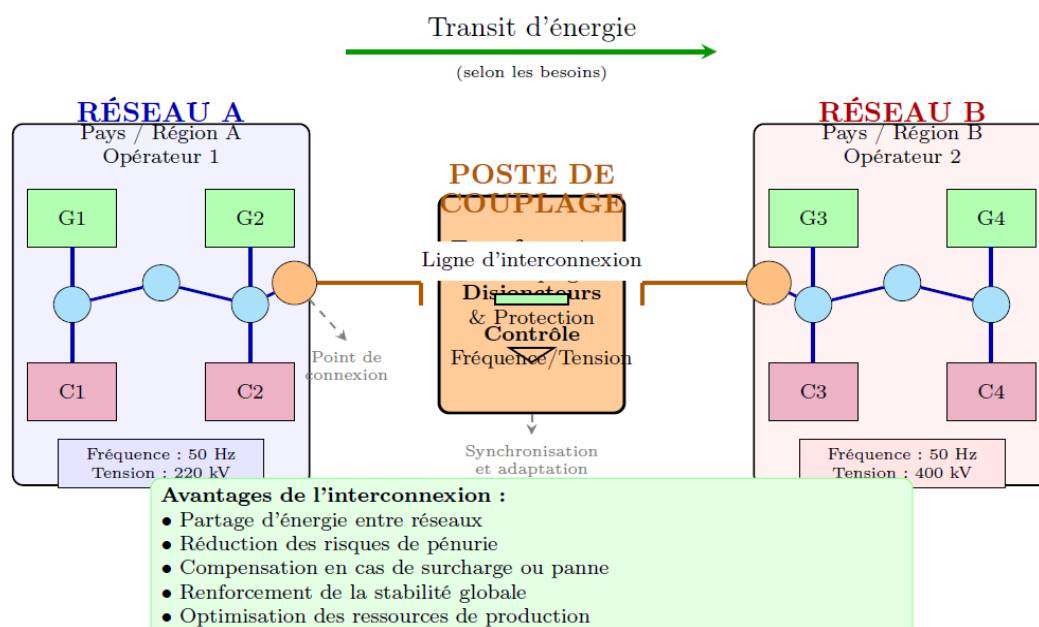 Transit d'énergie
(selon les besoins)
RÉSEAU A
Pays / Région A
Opérateur 1
G1
G2
C1
C2
Fréquence : 50 Hz
Tension : 220 kV
Point de
connexion
POSTE DE
COUPLAGE
Ligne d'interconnexion
Disjoncteurs
& Protection
Contrôle
Fréquence/Tension
Synchronisation
et adaptation
RÉSEAU B
Pays / Région B
Opérateur 2
G3
G4
C3
C4
Fréquence : 50 Hz
Tension : 400 kV
Avantages de l'interconnexion :
• Partage d'énergie entre réseaux
• Réduction des risques de pénurie
• Compensation en cas de surcharge ou panne
• Renforcement de la stabilité globale
• Optimisation des ressources de production